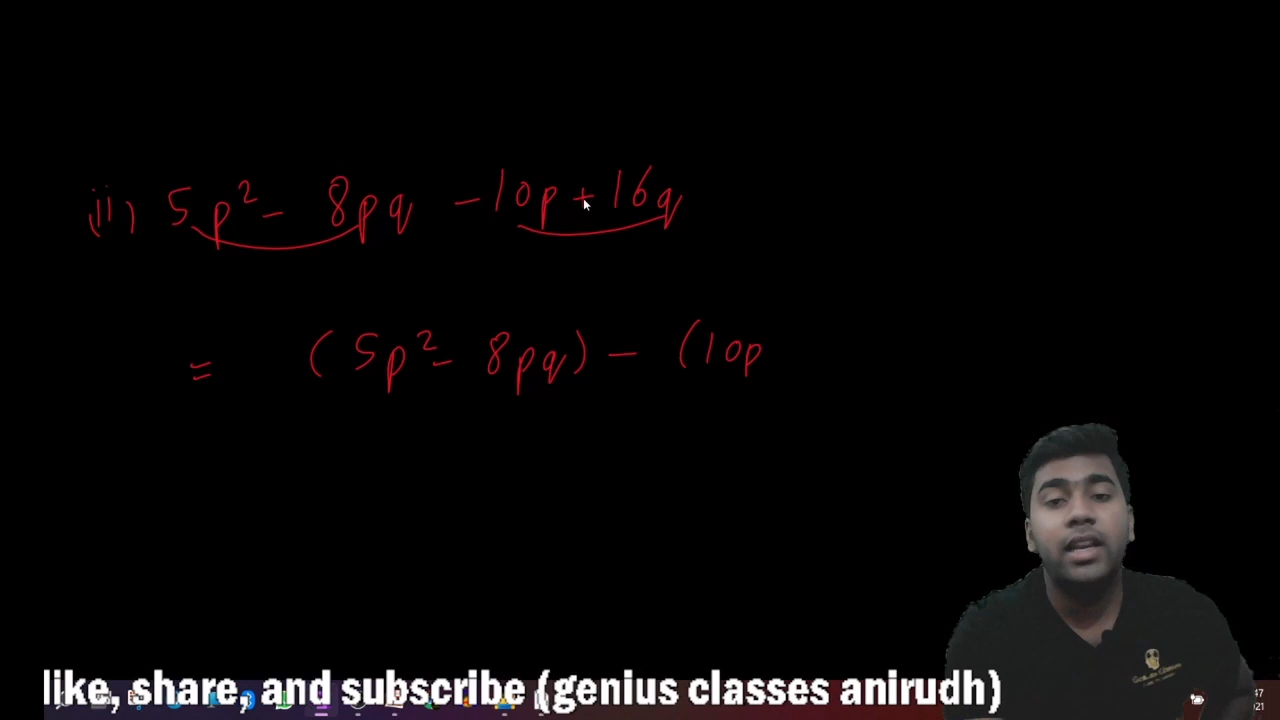 (ii) 5p² - 8pq - 10p + 16q
= (5p² - 8pq) - (10p
like, share, and subscribe (genius classes anirudh)